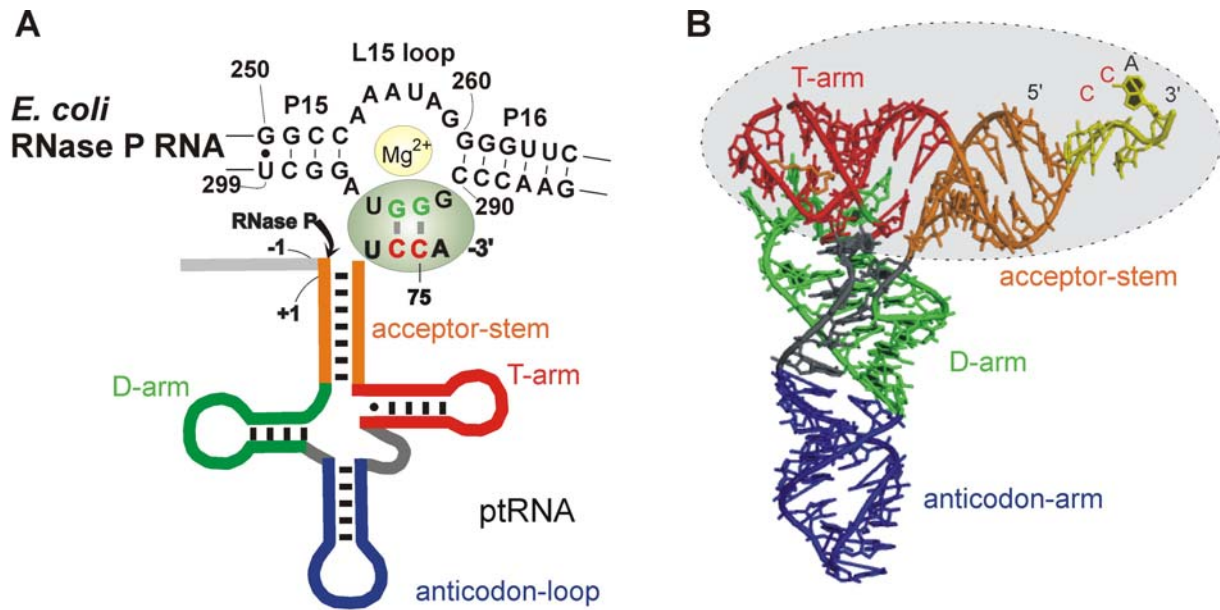 A
L15 loop
250
P15
A A A U A
260
P16
E. coli
RNase P RNA
G G C C
G
G G G U U C
Mg2+
U C G G
A
C C C A A G
299
290
U G G G
RNase P
-1
U C C A -3'
75
+1
acceptor-stem
D-arm
T-arm
ptRNA
anticodon-loop
B
T-arm
5'
C C A
3'
acceptor-stem
D-arm
anticodon-arm